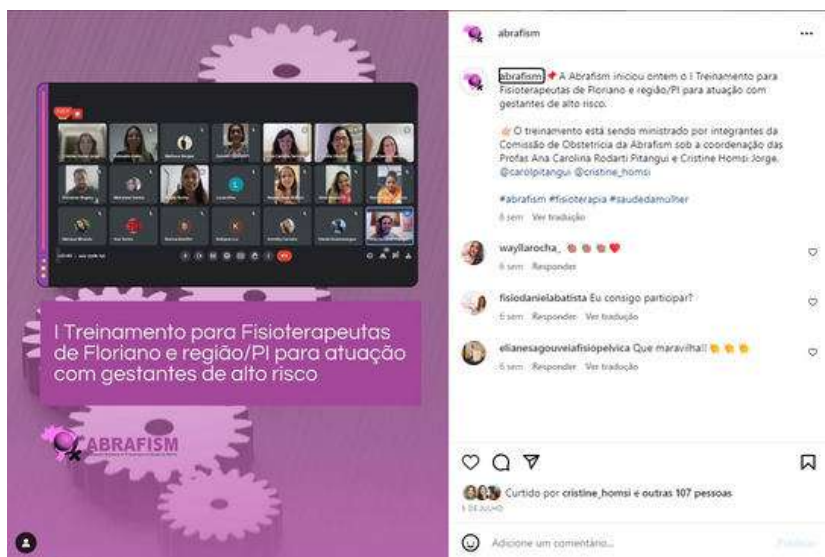 I Treinamento para Fisioterapeutas
de Floriano e região/PI para atuação
com gestantes de alto risco
ABRAFISM
abrafism
abrafism 📌 A Abrafism iniciou ontem o I Treinamento para
Fisioterapeutas de Floriano e região/PI para atuação com
gestantes de alto risco.
👉 O treinamento está sendo ministrado por integrantes da
Comissão de Obstetrícia da Abrafism sob a coordenação das
Profas Ana Carolina Rodarti Pitangui e Cristine Homsi Jorge.
@carolpitangui @cristine_homsi
#abrafism #fisioterapia #saudedamulher
6 sem Ver tradução
wayllarocha_ 👏👏👏❤️
6 sem Responder
fisiodanielabatista Eu consigo participar?
6 sem Responder
elianesagouveiafisiopelvica Que maravilha!! 👏 👏 👏
6 sem Responder Ver tradução
Curtido por cristine_homsi e outras 107 pessoas
5 DE JULHO
Adicione um comentário...
Publicar